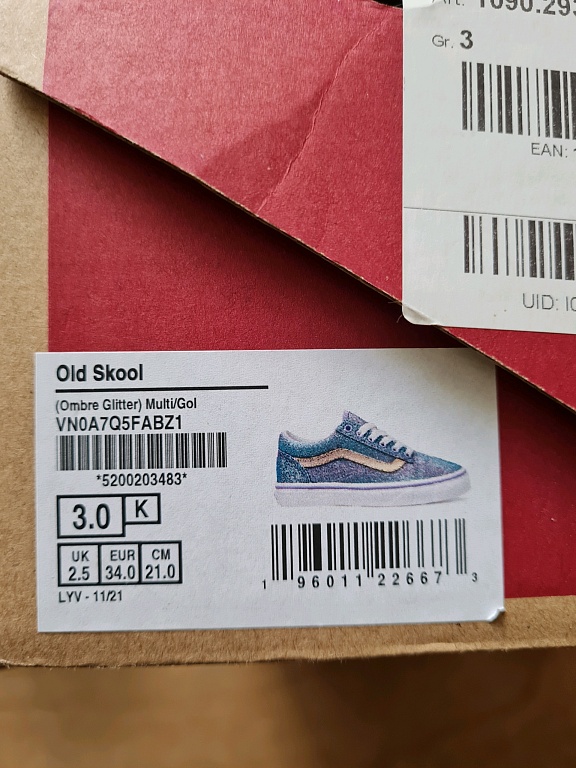 Gr. 3
EAN:
UID:
Old Skool
(Ombre Glitter) Multi/Gol
VN0A7Q5FABZ1
*5200203483*
3.0 K
UK EUR CM
2.5 34.0 21.0
LYV - 11/21
1 96011 22667 3